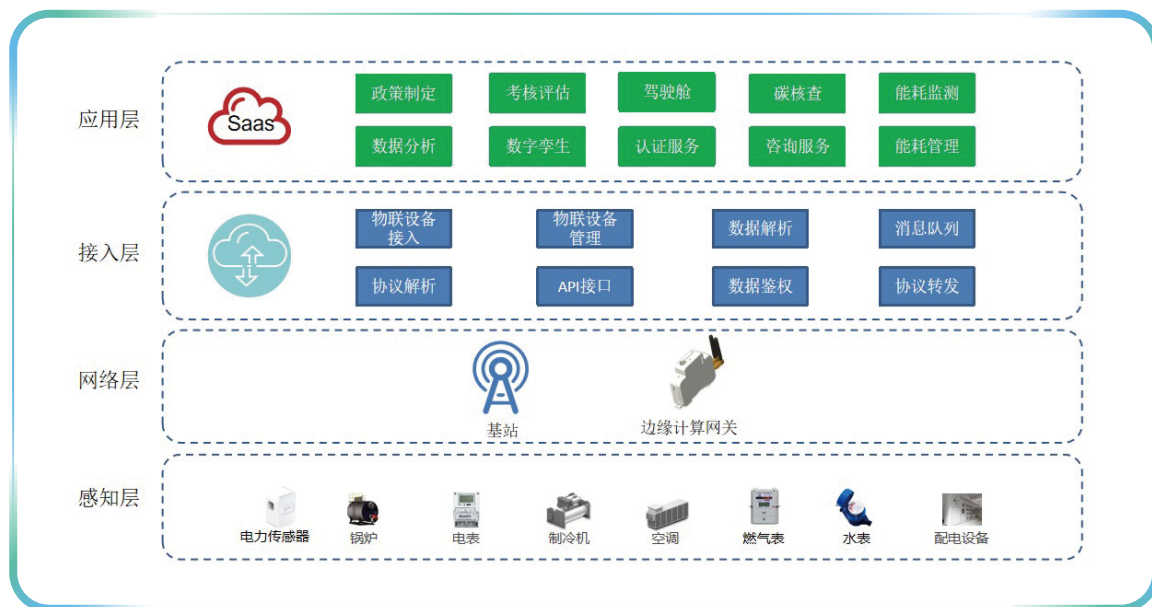 应用层
Saas
政策制定
考核评估
驾驶舱
碳核查
能耗监测
数据分析
数字孪生
认证服务
咨询服务
能耗管理
接入层
物联设备
接入
物联设备
管理
数据解析
消息队列
协议解析
API接口
数据鉴权
协议转发
网络层
基站
边缘计算网关
感知层
电力传感器
锅炉
电表
制冷机
空调
燃气表
水表
配电设备